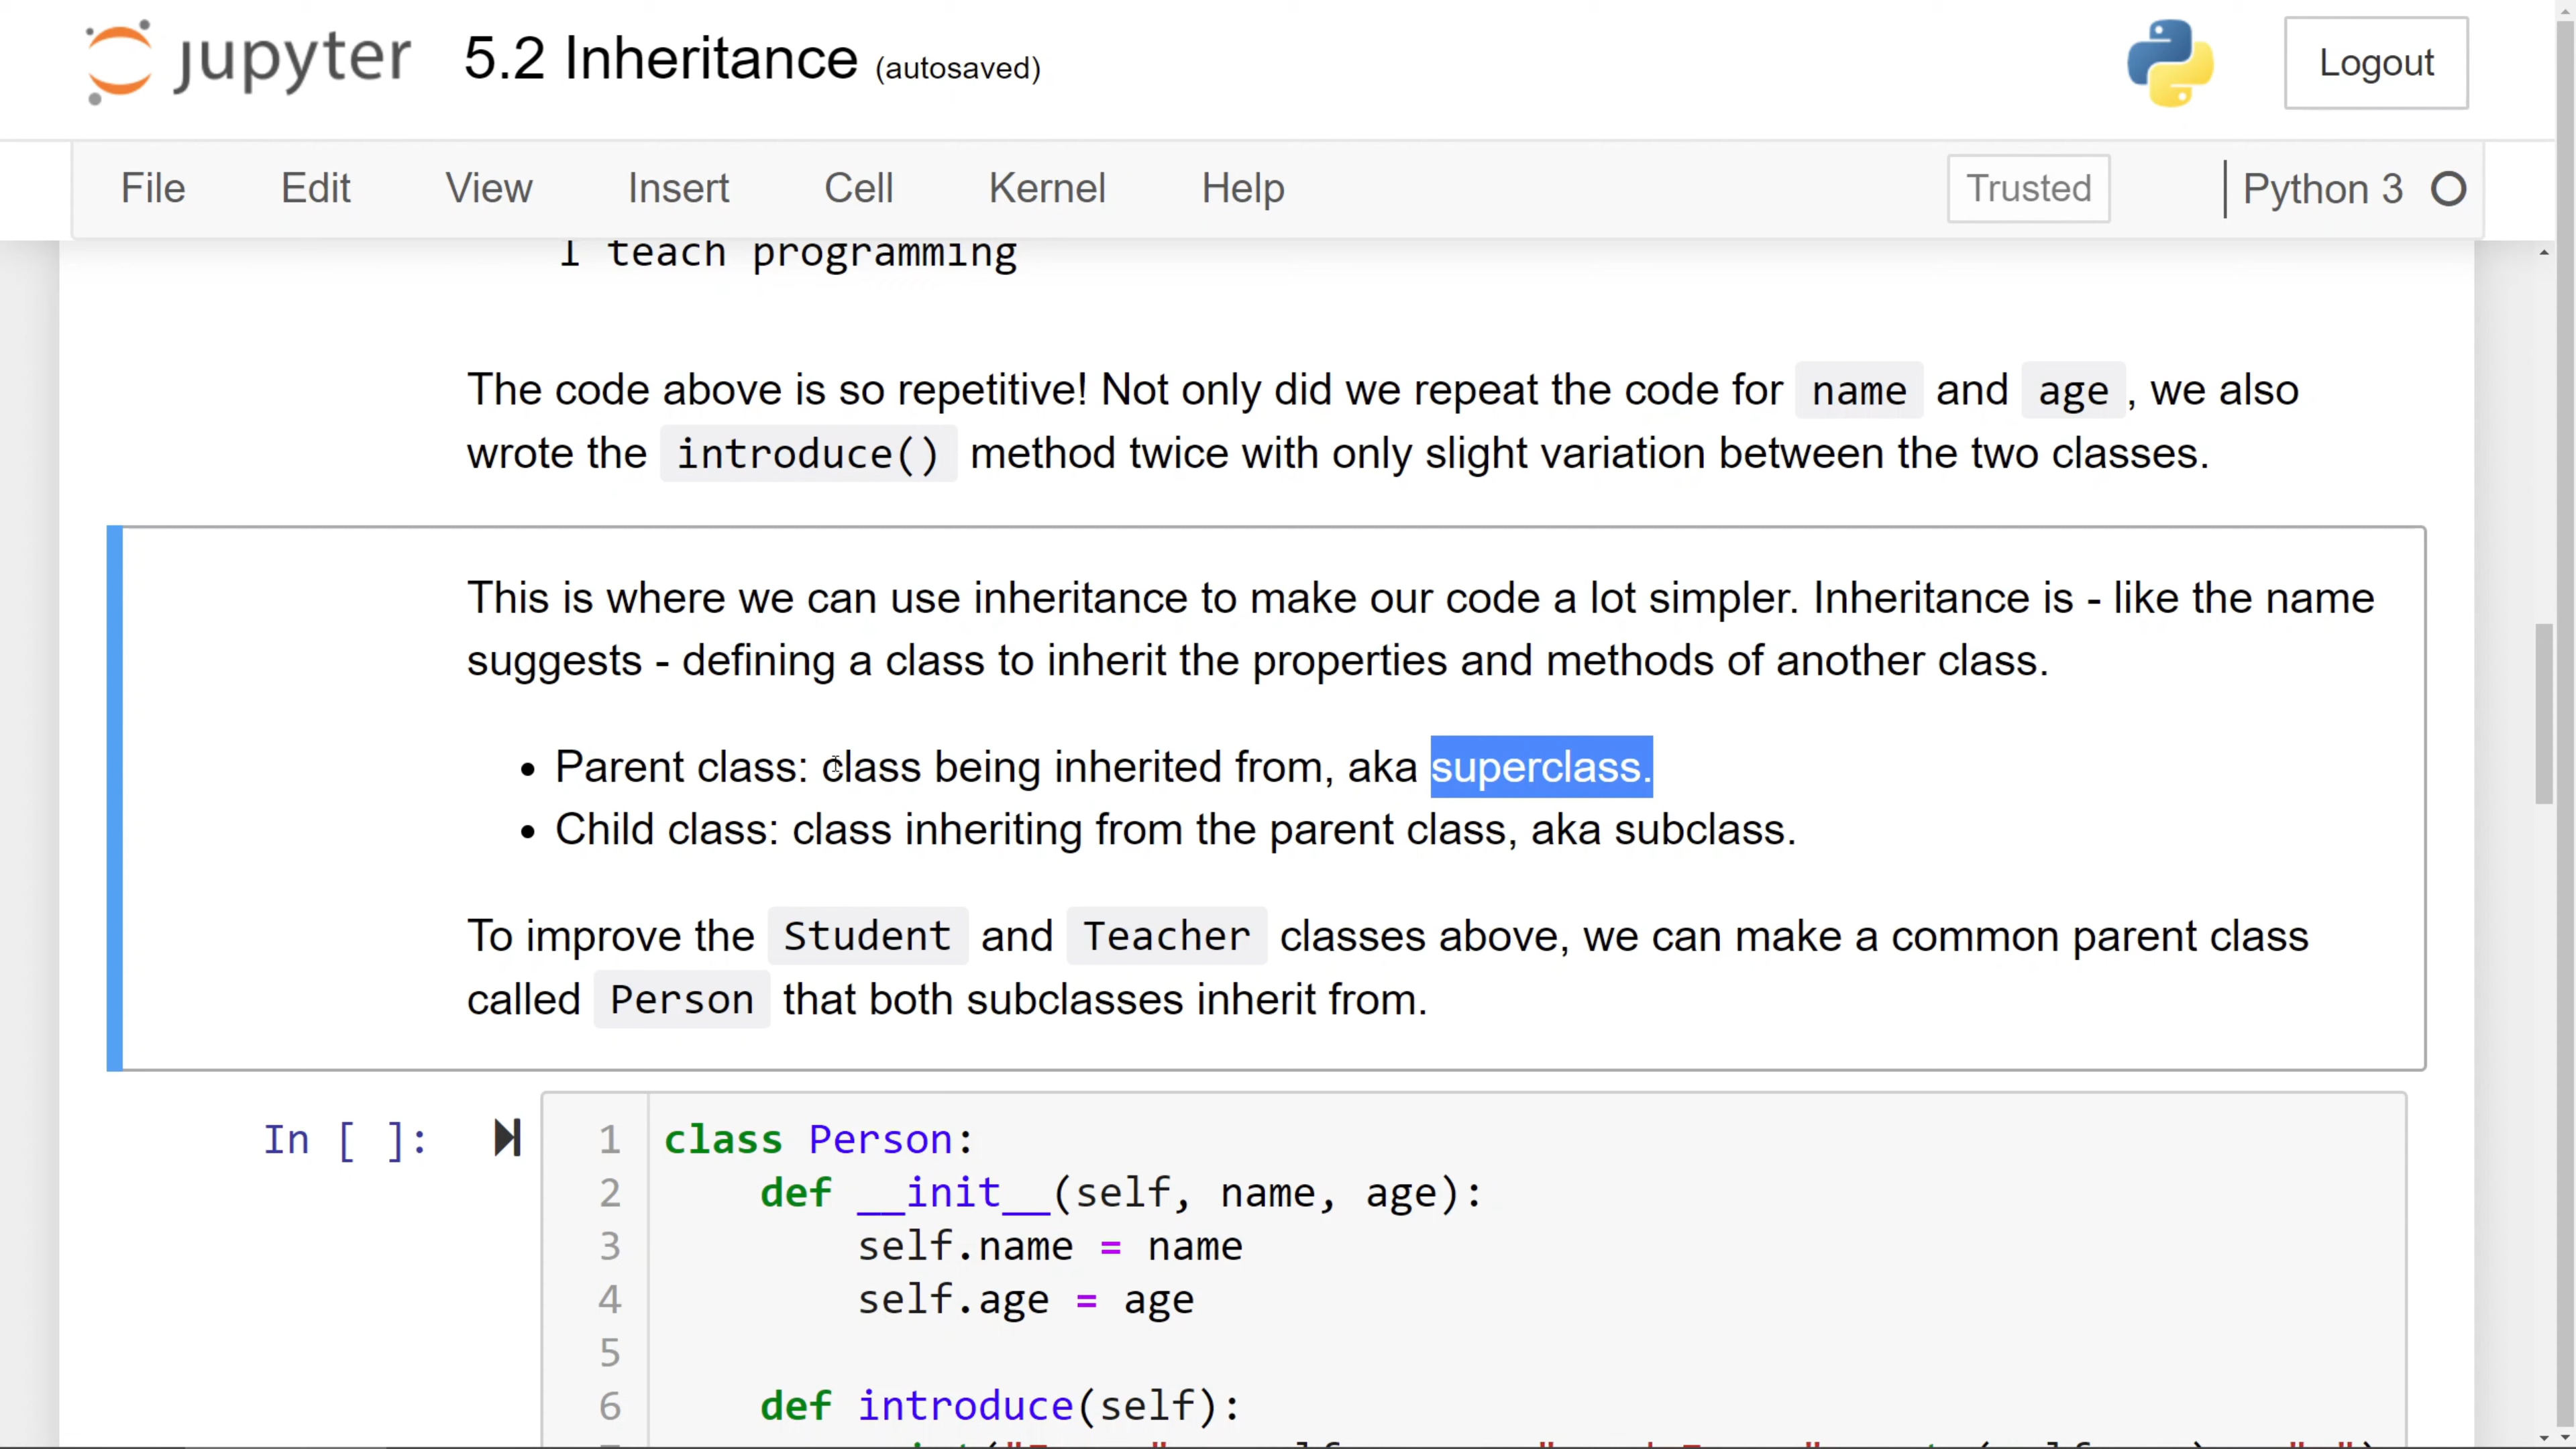 jupyter 5.2 Inheritance (autosaved) Logout
File Edit View Insert Cell Kernel Help Trusted Python 3
I teach programming
The code above is so repetitive! Not only did we repeat the code for name and age, we also
wrote the introduce() method twice with only slight variation between the two classes.
This is where we can use inheritance to make our code a lot simpler. Inheritance is - like the name
suggests - defining a class to inherit the properties and methods of another class.
• Parent class: class being inherited from, aka superclass.
• Child class: class inheriting from the parent class, aka subclass.
To improve the Student and Teacher classes above, we can make a common parent class
called Person that both subclasses inherit from.
In [ ]: 1 class Person:
2 def __init__(self, name, age):
3 self.name = name
4 self.age = age
5
6 def introduce(self):